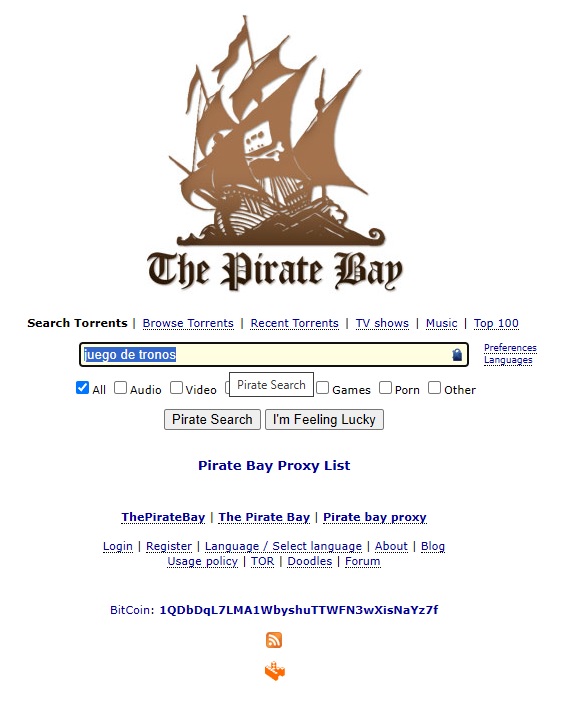 The Pirate Bay
Search Torrents | Browse Torrents | Recent Torrents | TV shows | Music | Top 100
juego de tronos
Preferences
Languages
All Audio Video Games Porn Other
Pirate Search
Pirate Search I'm Feeling Lucky
Pirate Bay Proxy List
ThePirateBay | The Pirate Bay | Pirate bay proxy
Login | Register | Language / Select language | About | Blog
Usage policy | TOR | Doodles | Forum
BitCoin: 1QDbDqL7LMA1WbyshuTTWFN3wXisNaYz7f